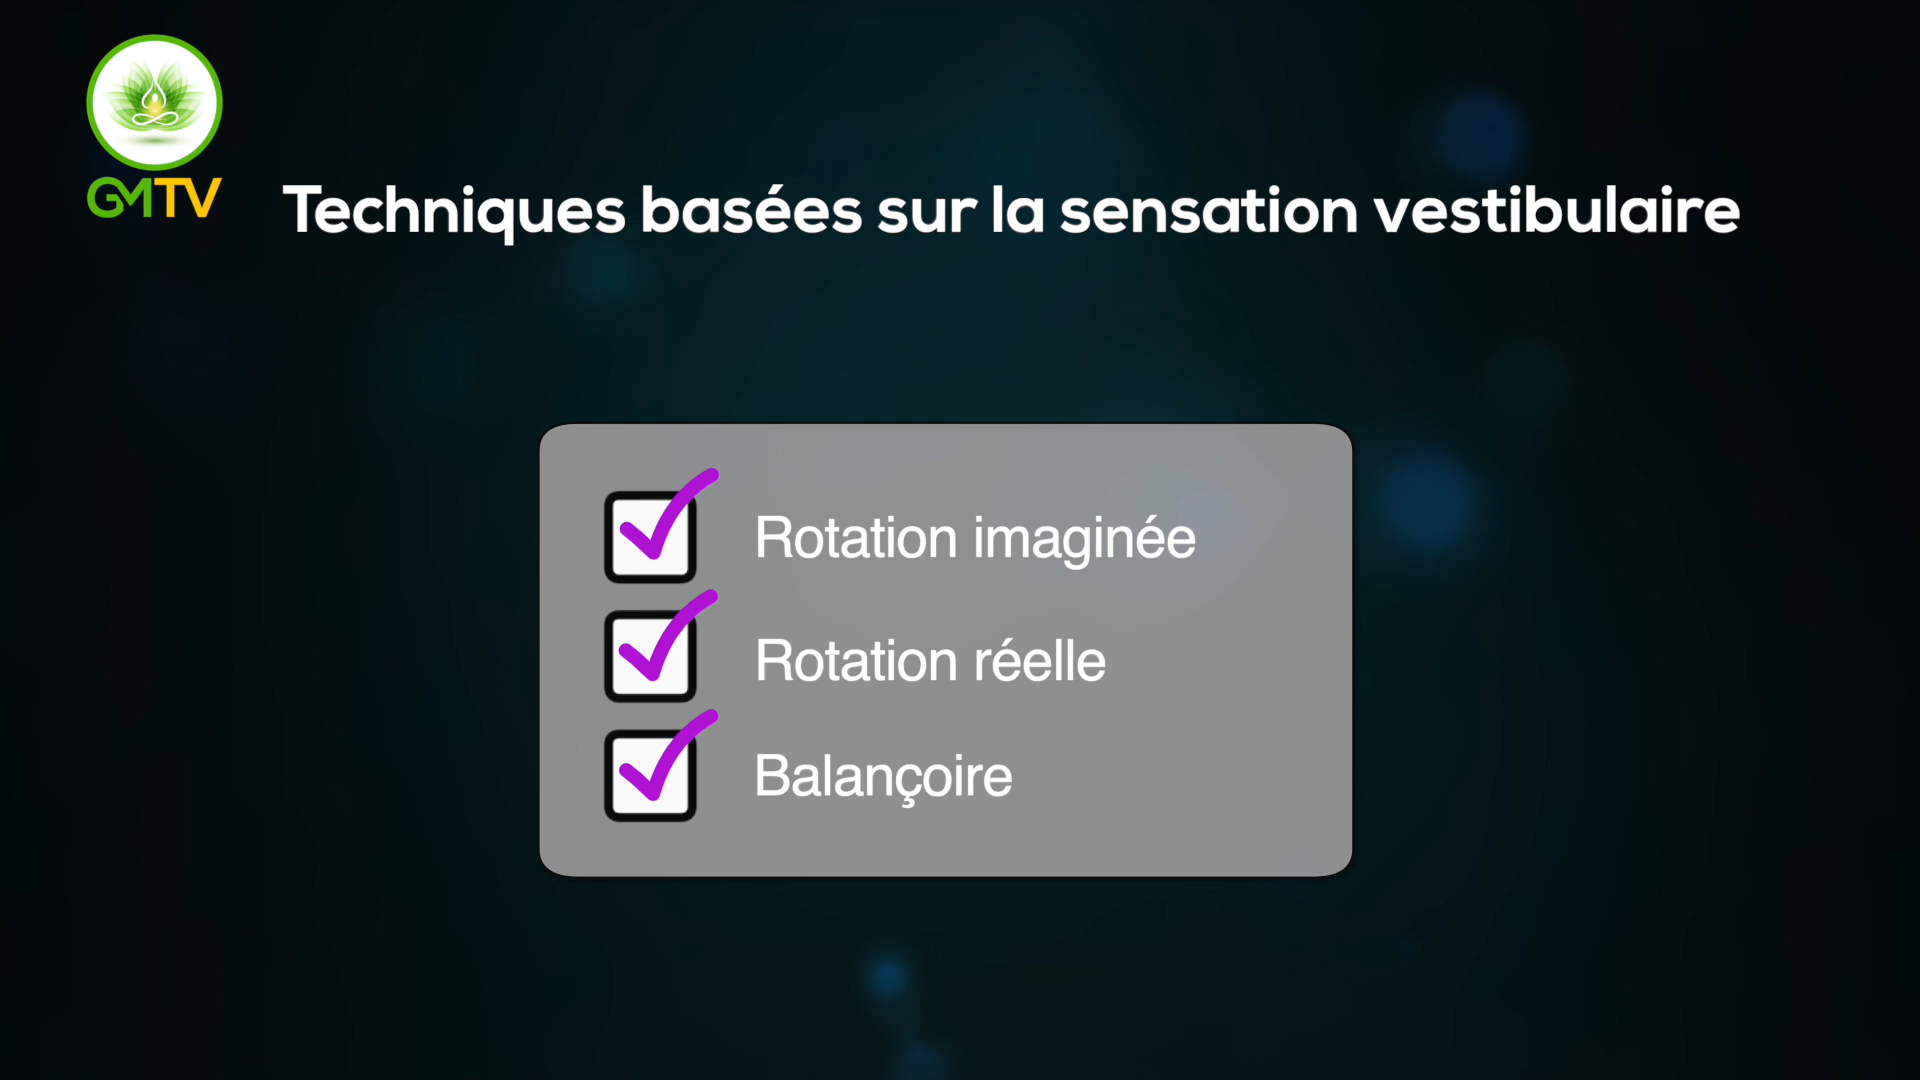 GMTV
Techniques basées sur la sensation vestibulaire
Rotation imaginée
Rotation réelle
Balançoire